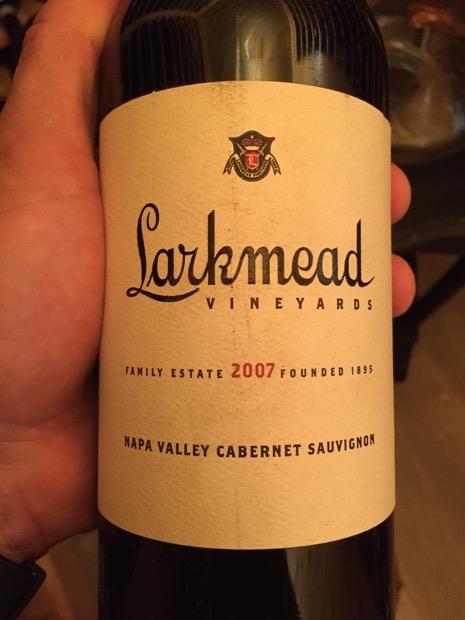 L
Larkmead
VINEYARDS
FAMILY ESTATE 2007 FOUNDED 1895
NAPA VALLEY CABERNET SAUVIGNON